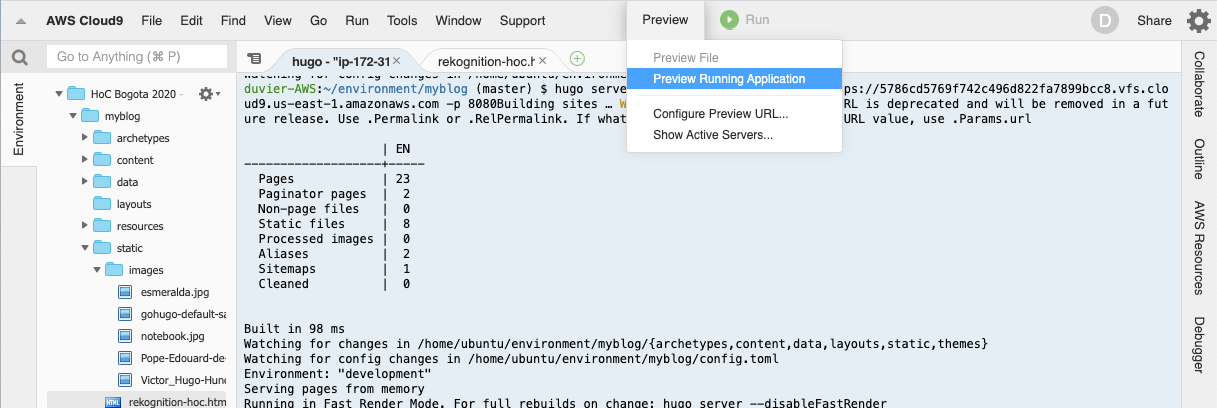 AWS Cloud9 File Edit Find View Go Run Tools Window Support Preview Run D Share
Go to Anything (⌘ P)
hugo - "ip-172-31 ×
rekognition-hoc.h ×
Preview File
Preview Running Application
Configure Preview URL...
Show Active Servers...
Environment
HoC Bogota 2020 -
myblog
archetypes
content
data
layouts
resources
static
images
esmeralda.jpg
gohugo-default-sa
notebook.jpg
Pope-Edouard-de-
Victor_Hugo-Hun
rekognition-hoc.htm
watching for config changes in /home/ubuntu/environm
duvier-AWS:~/environment/myblog (master) $ hugo serve ps://5786cd5769f742c496d822fa7899bcc8.vfs.clo
ud9.us-east-1.amazonaws.com -p 8080Building sites … W RL is deprecated and will be removed in a fut
ure release. Use .Permalink or .RelPermalink. If what URL value, use .Params.url
| EN
-------------------+-----
Pages | 23
Paginator pages | 2
Non-page files | 0
Static files | 8
Processed images | 0
Aliases | 2
Sitemaps | 1
Cleaned | 0
Built in 98 ms
Watching for changes in /home/ubuntu/environment/myblog/{archetypes,content,data,layouts,static,themes}
Watching for config changes in /home/ubuntu/environment/myblog/config.toml
Environment: "development"
Serving pages from memory
Running in Fast Render Mode. For full rebuilds on change: hugo server --disableFastRender
Collaborate
Outline
AWS Resources
Debugger